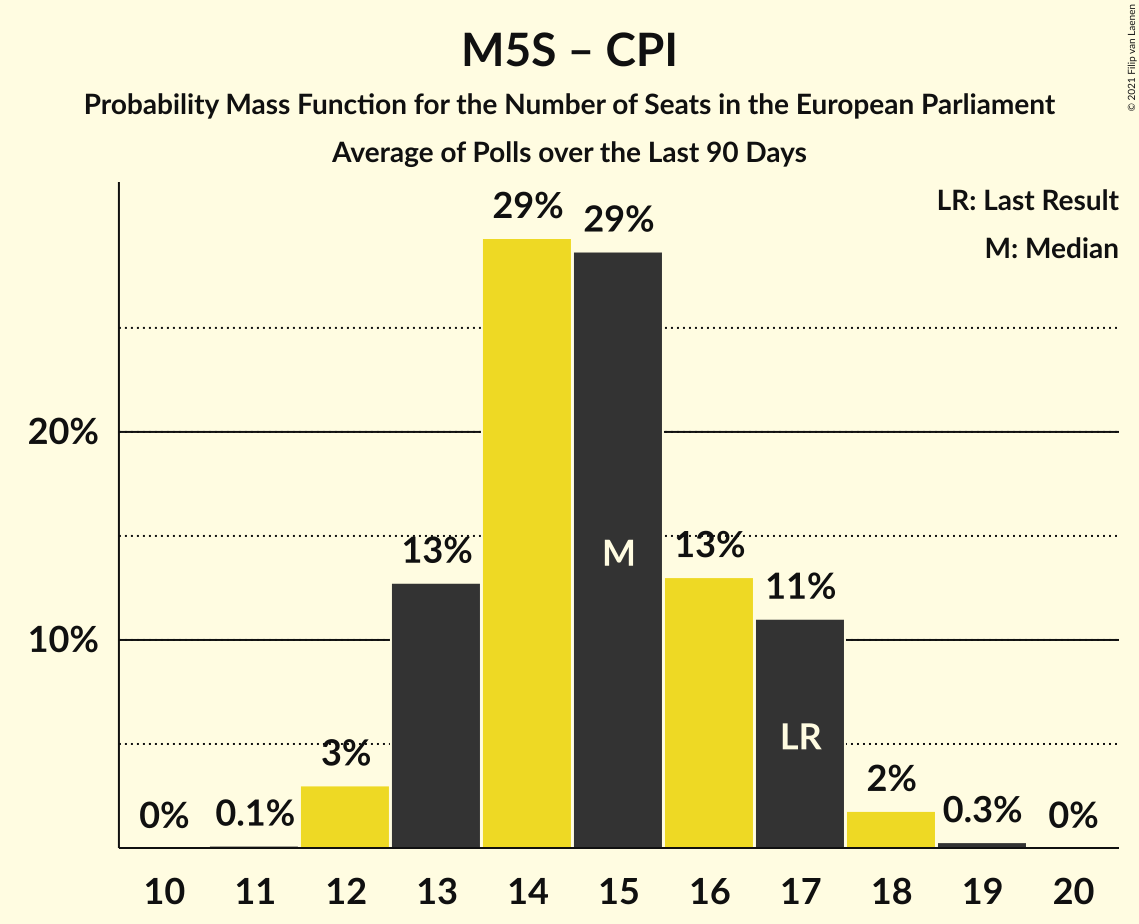 M5S – CPI
Probability Mass Function for the Number of Seats in the European Parliament
Average of Polls over the Last 90 Days
© 2021 Filip van Laenen
LR: Last Result
M: Median
29%
29%
20%
13%
M
13%
11%
10%
LR
3%
2%
0%
0.1%
0.3%
0%
10 11 12 13 14 15 16 17 18 19 20